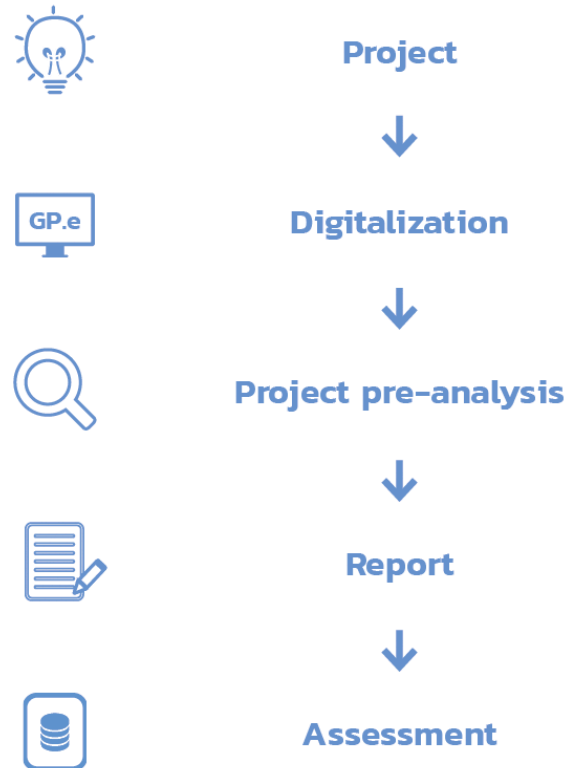 Project
GP.e
Digitalization
Project pre-analysis
Report
Assessment